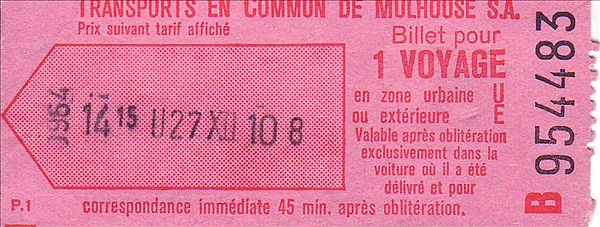 TRANSPORTS EN COMMUN DE MULHOUSE S.A.
Prix suivant tarif affiché
Billet pour
1 VOYAGE
en zone urbaine U
ou extérieure E
Valable après oblitération
exclusivement dans la
voiture où il a été
délivré et pour
correspondance immédiate 45 min. après oblitération.
P.1
14 15 U27 10 8
B 954483